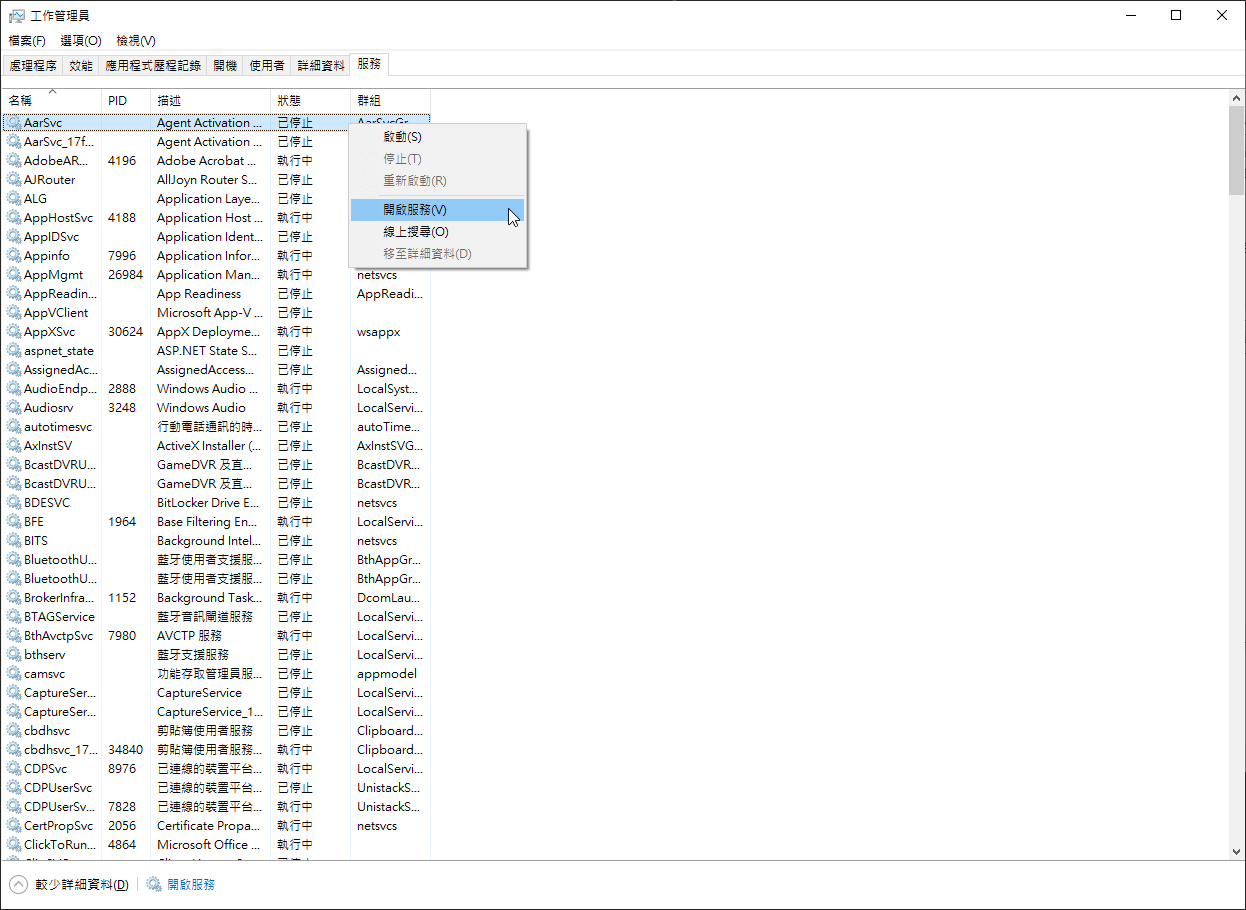 工作管理員
檔案(F) 選項(O) 檢視(V)
處理程序 效能 應用程式歷程記錄 開機 使用者 詳細資料 服務
名稱 PID 描述 狀態 群組
AarSvc Agent Activation ... 已停止 AarSvcGr...
AarSvc_17f... Agent Activation ... 已停止
AdobeAR... 4196 Adobe Acrobat ... 執行中
AJRouter AllJoyn Router S... 已停止
ALG Application Laye... 已停止
AppHostSvc 4188 Application Host ... 執行中
AppIDSvc Application Ident... 已停止
Appinfo 7996 Application Infor... 執行中
AppMgmt 26984 Application Man... 執行中 netsvcs
AppReadin... App Readiness 已停止 AppReadi...
AppVClient Microsoft App-V ... 已停止
AppXSvc 30624 AppX Deployme... 執行中 wsappx
aspnet_state ASP.NET State S... 已停止
AssignedAc... AssignedAccess... 已停止 Assigned...
AudioEndp... 2888 Windows Audio ... 執行中 LocalSyst...
Audiosrv 3248 Windows Audio 執行中 LocalServi...
autotimesvc 行動電話通訊的時... 已停止 autoTime...
AxInstSV ActiveX Installer (... 已停止 AxInstSVG...
BcastDVRU... GameDVR 及直... 已停止 BcastDVR...
BcastDVRU... GameDVR 及直... 已停止 BcastDVR...
BDESVC BitLocker Drive E... 已停止 netsvcs
BFE 1964 Base Filtering En... 執行中 LocalServi...
BITS Background Intel... 已停止 netsvcs
BluetoothU... 藍牙使用者支援服... 已停止 BthAppGr...
BluetoothU... 藍牙使用者支援服... 已停止 BthAppGr...
BrokerInfra... 1152 Background Task... 執行中 DcomLau...
BTAGService 藍牙音訊閘道服務 已停止 LocalServi...
BthAvctpSvc 7980 AVCTP 服務 執行中 LocalServi...
bthserv 藍牙支援服務 已停止 LocalServi...
camsvc 功能存取管理員服... 已停止 appmodel
CaptureSer... CaptureService 已停止 LocalServi...
CaptureSer... CaptureService_1... 已停止 LocalServi...
cbdhsvc 剪貼簿使用者服務 已停止 Clipboard...
cbdhsvc_17... 34840 剪貼簿使用者服務... 執行中 Clipboard...
CDPSvc 8976 已連線的裝置平台... 執行中 LocalServi...
CDPUserSvc 已連線的裝置平台... 已停止 UnistackS...
CDPUserSv... 7828 已連線的裝置平台... 執行中 UnistackS...
CertPropSvc 2056 Certificate Propa... 執行中 netsvcs
ClickToRun... 4864 Microsoft Office ... 執行中
啟動(S)
停止(T)
重新啟動(R)
開啟服務(V)
線上搜尋(O)
移至詳細資料(D)
較少詳細資料(D) 開啟服務